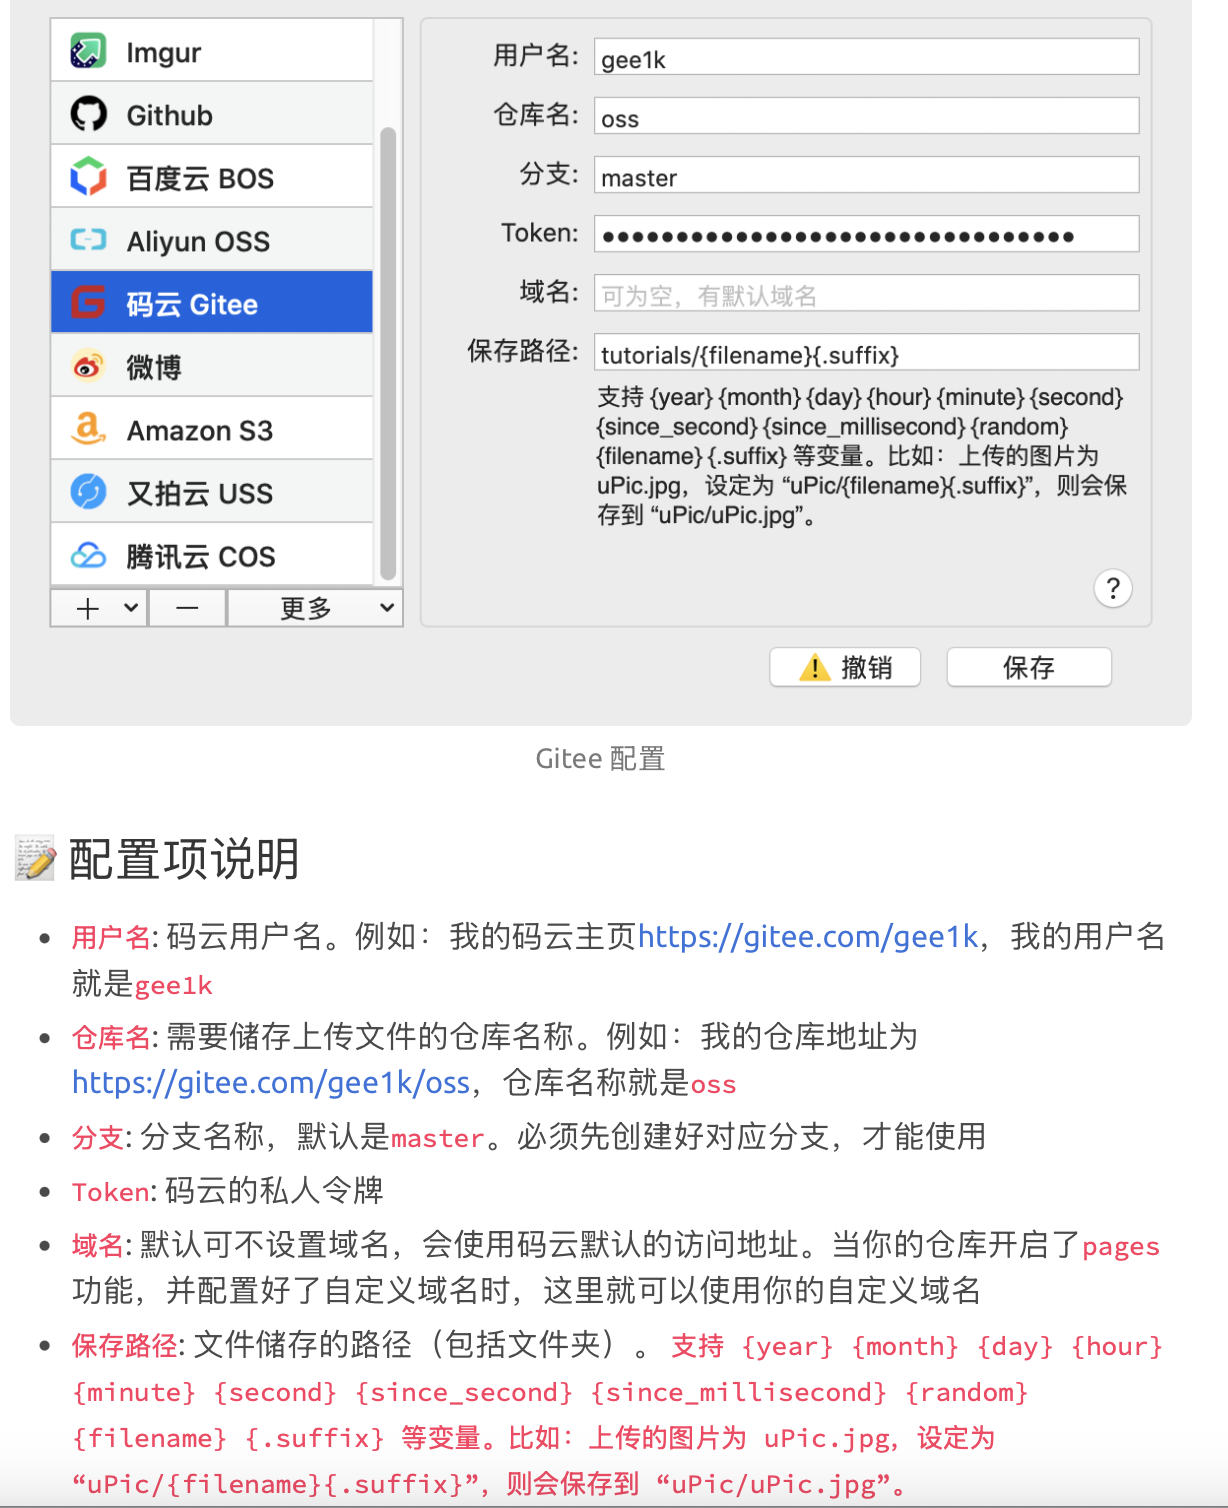 Imgur
Github
百度云 BOS
Aliyun OSS
码云 Gitee
微博
Amazon S3
又拍云 USS
腾讯云 COS
更多
用户名: gee1k
仓库名: oss
分支: master
Token: ●●●●●●●●●●●●●●●●●●●●●●●●●●●●●●●●
域名: 可为空，有默认域名
保存路径: tutorials/{filename}{.suffix}
支持 {year} {month} {day} {hour} {minute} {second}
{since_second} {since_millisecond} {random}
{filename} {.suffix} 等变量。比如：上传的图片为
uPic.jpg，设定为 “uPic/{filename}{.suffix}”，则会保
存到 “uPic/uPic.jpg”。
?
撤销
保存
Gitee 配置
配置项说明
用户名: 码云用户名。例如：我的码云主页https://gitee.com/gee1k，我的用户名
就是gee1k
仓库名: 需要储存上传文件的仓库名称。例如：我的仓库地址为
https://gitee.com/gee1k/oss，仓库名称就是oss
分支: 分支名称，默认是master。必须先创建好对应分支，才能使用
Token: 码云的私人令牌
域名: 默认可不设置域名，会使用码云默认的访问地址。当你的仓库开启了pages
功能，并配置好了自定义域名时，这里就可以使用你的自定义域名
保存路径: 文件储存的路径（包括文件夹）。 支持 {year} {month} {day} {hour}
{minute} {second} {since_second} {since_millisecond} {random}
{filename} {.suffix} 等变量。比如：上传的图片为 uPic.jpg，设定为
“uPic/{filename}{.suffix}”，则会保存到 “uPic/uPic.jpg”。